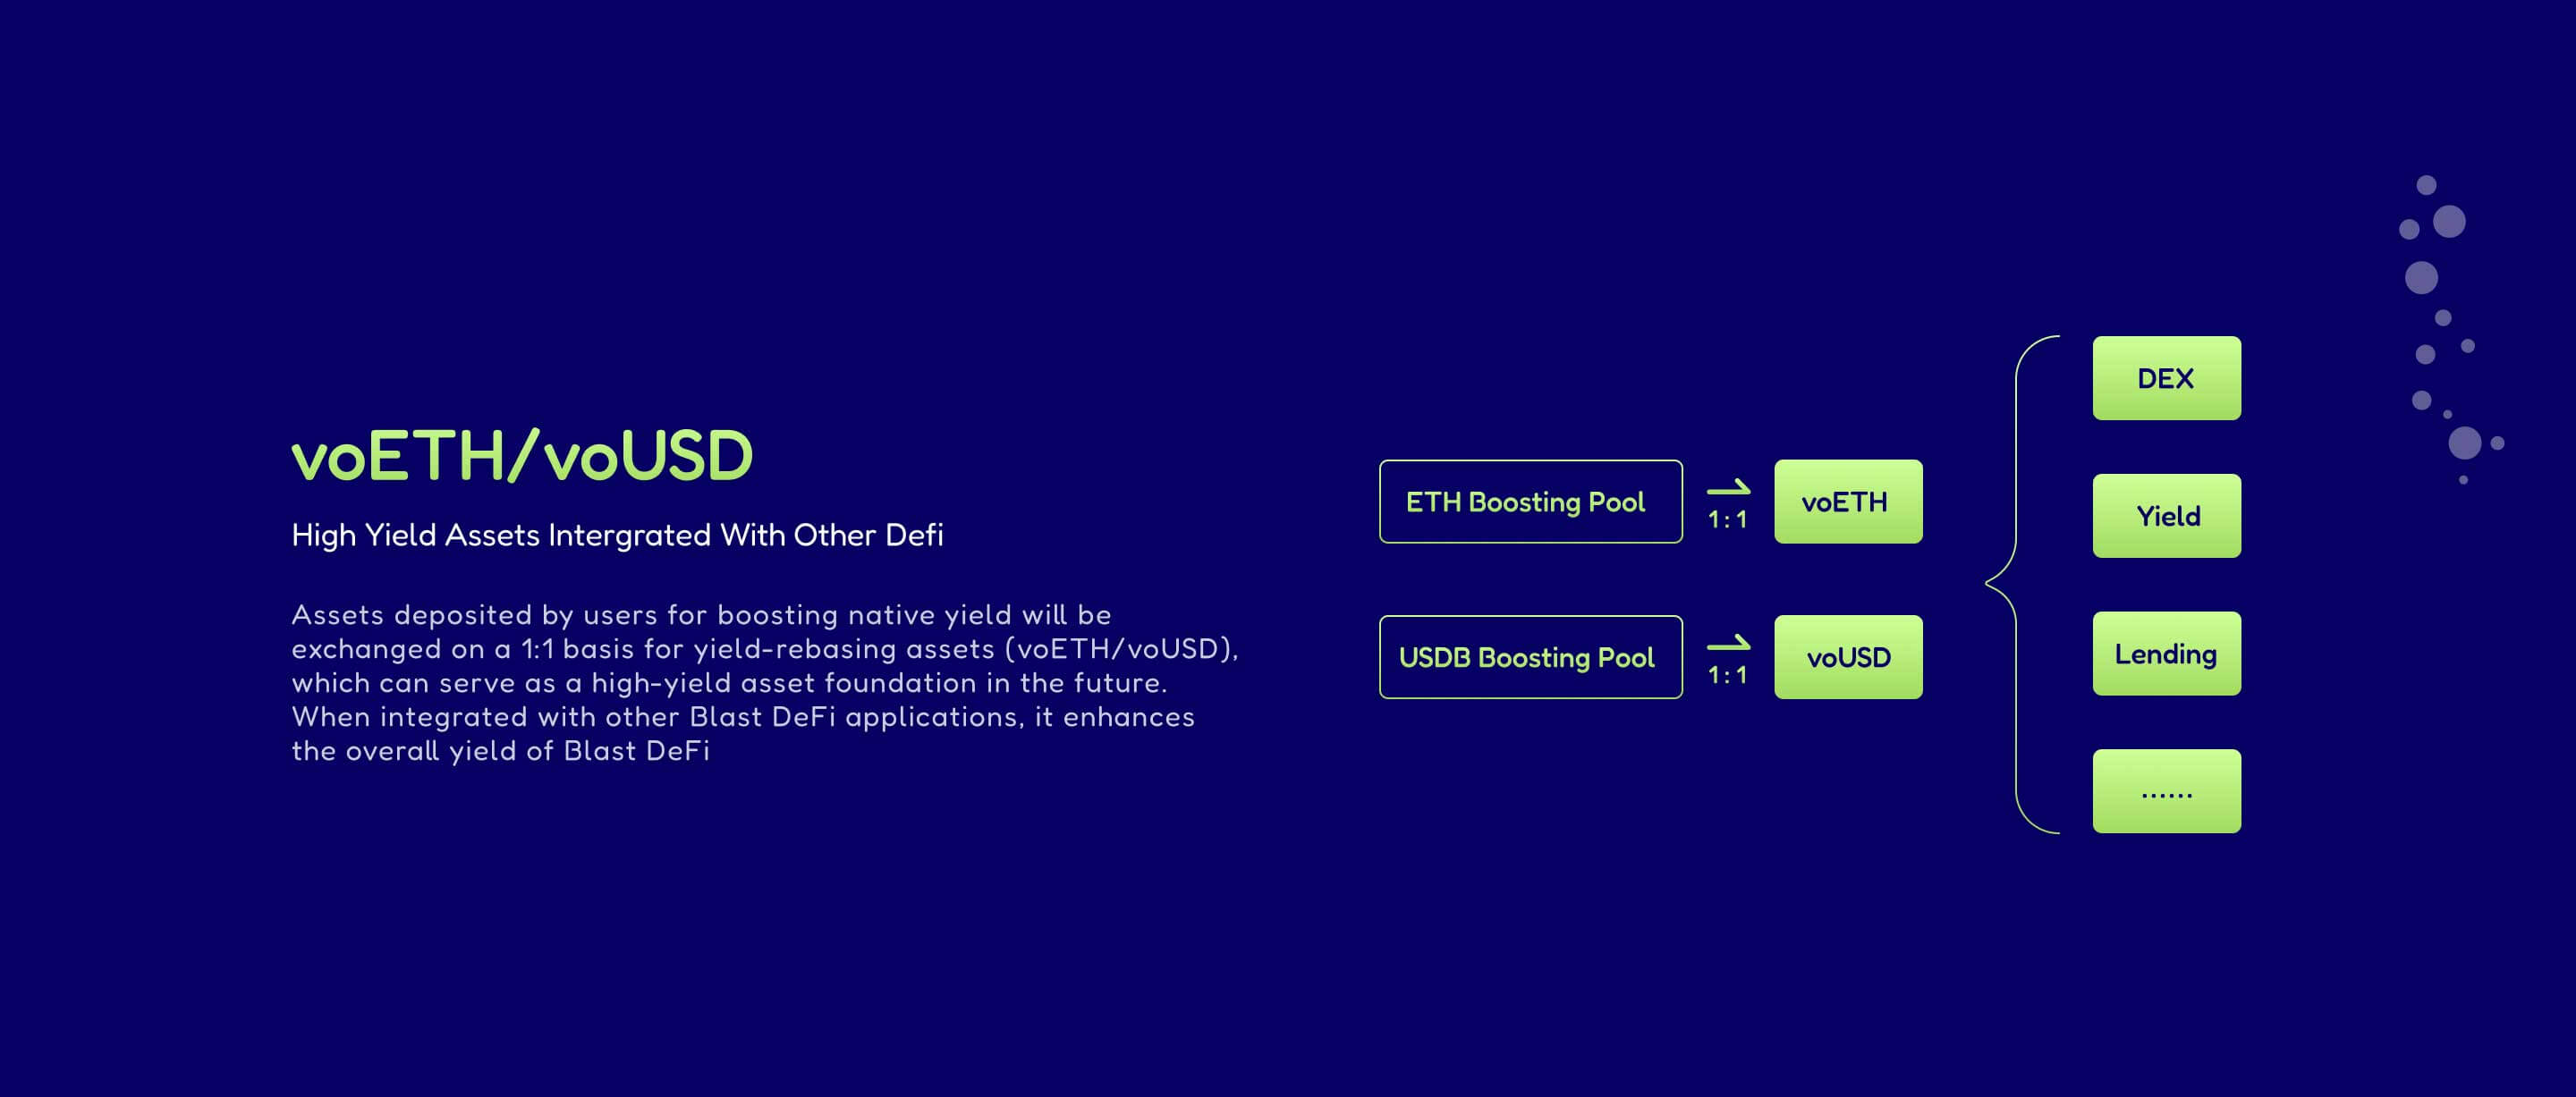 voETH/voUSD
High Yield Assets Intergrated With Other Defi
Assets deposited by users for boosting native yield will be
exchanged on a 1:1 basis for yield-rebasing assets (voETH/voUSD),
which can serve as a high-yield asset foundation in the future.
When integrated with other Blast DeFi applications, it enhances
the overall yield of Blast DeFi
ETH Boosting Pool
1:1
voETH
USDB Boosting Pool
1:1
voUSD
DEX
Yield
Lending
......